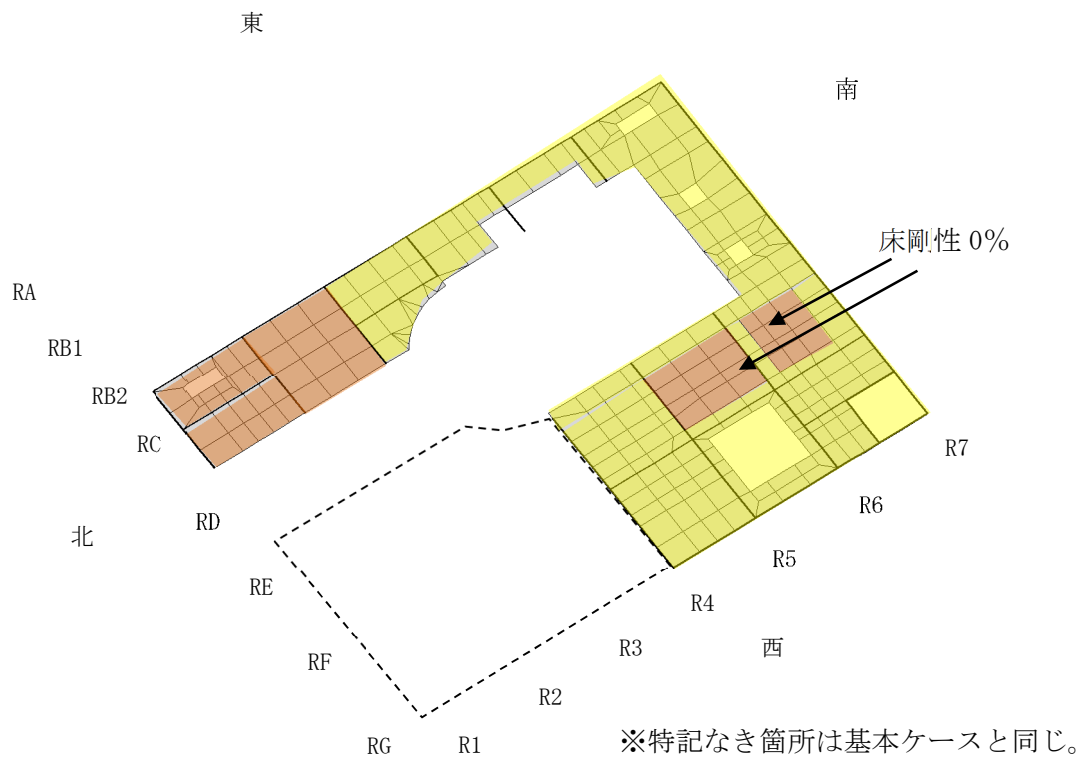 東
南
床剛性 0%
RA
RB1
RB2
RC
R7
RD
R6
北
R5
RE
R4
R3
西
RF
R2
RG
R1
※特記なき箇所は基本ケースと同じ。